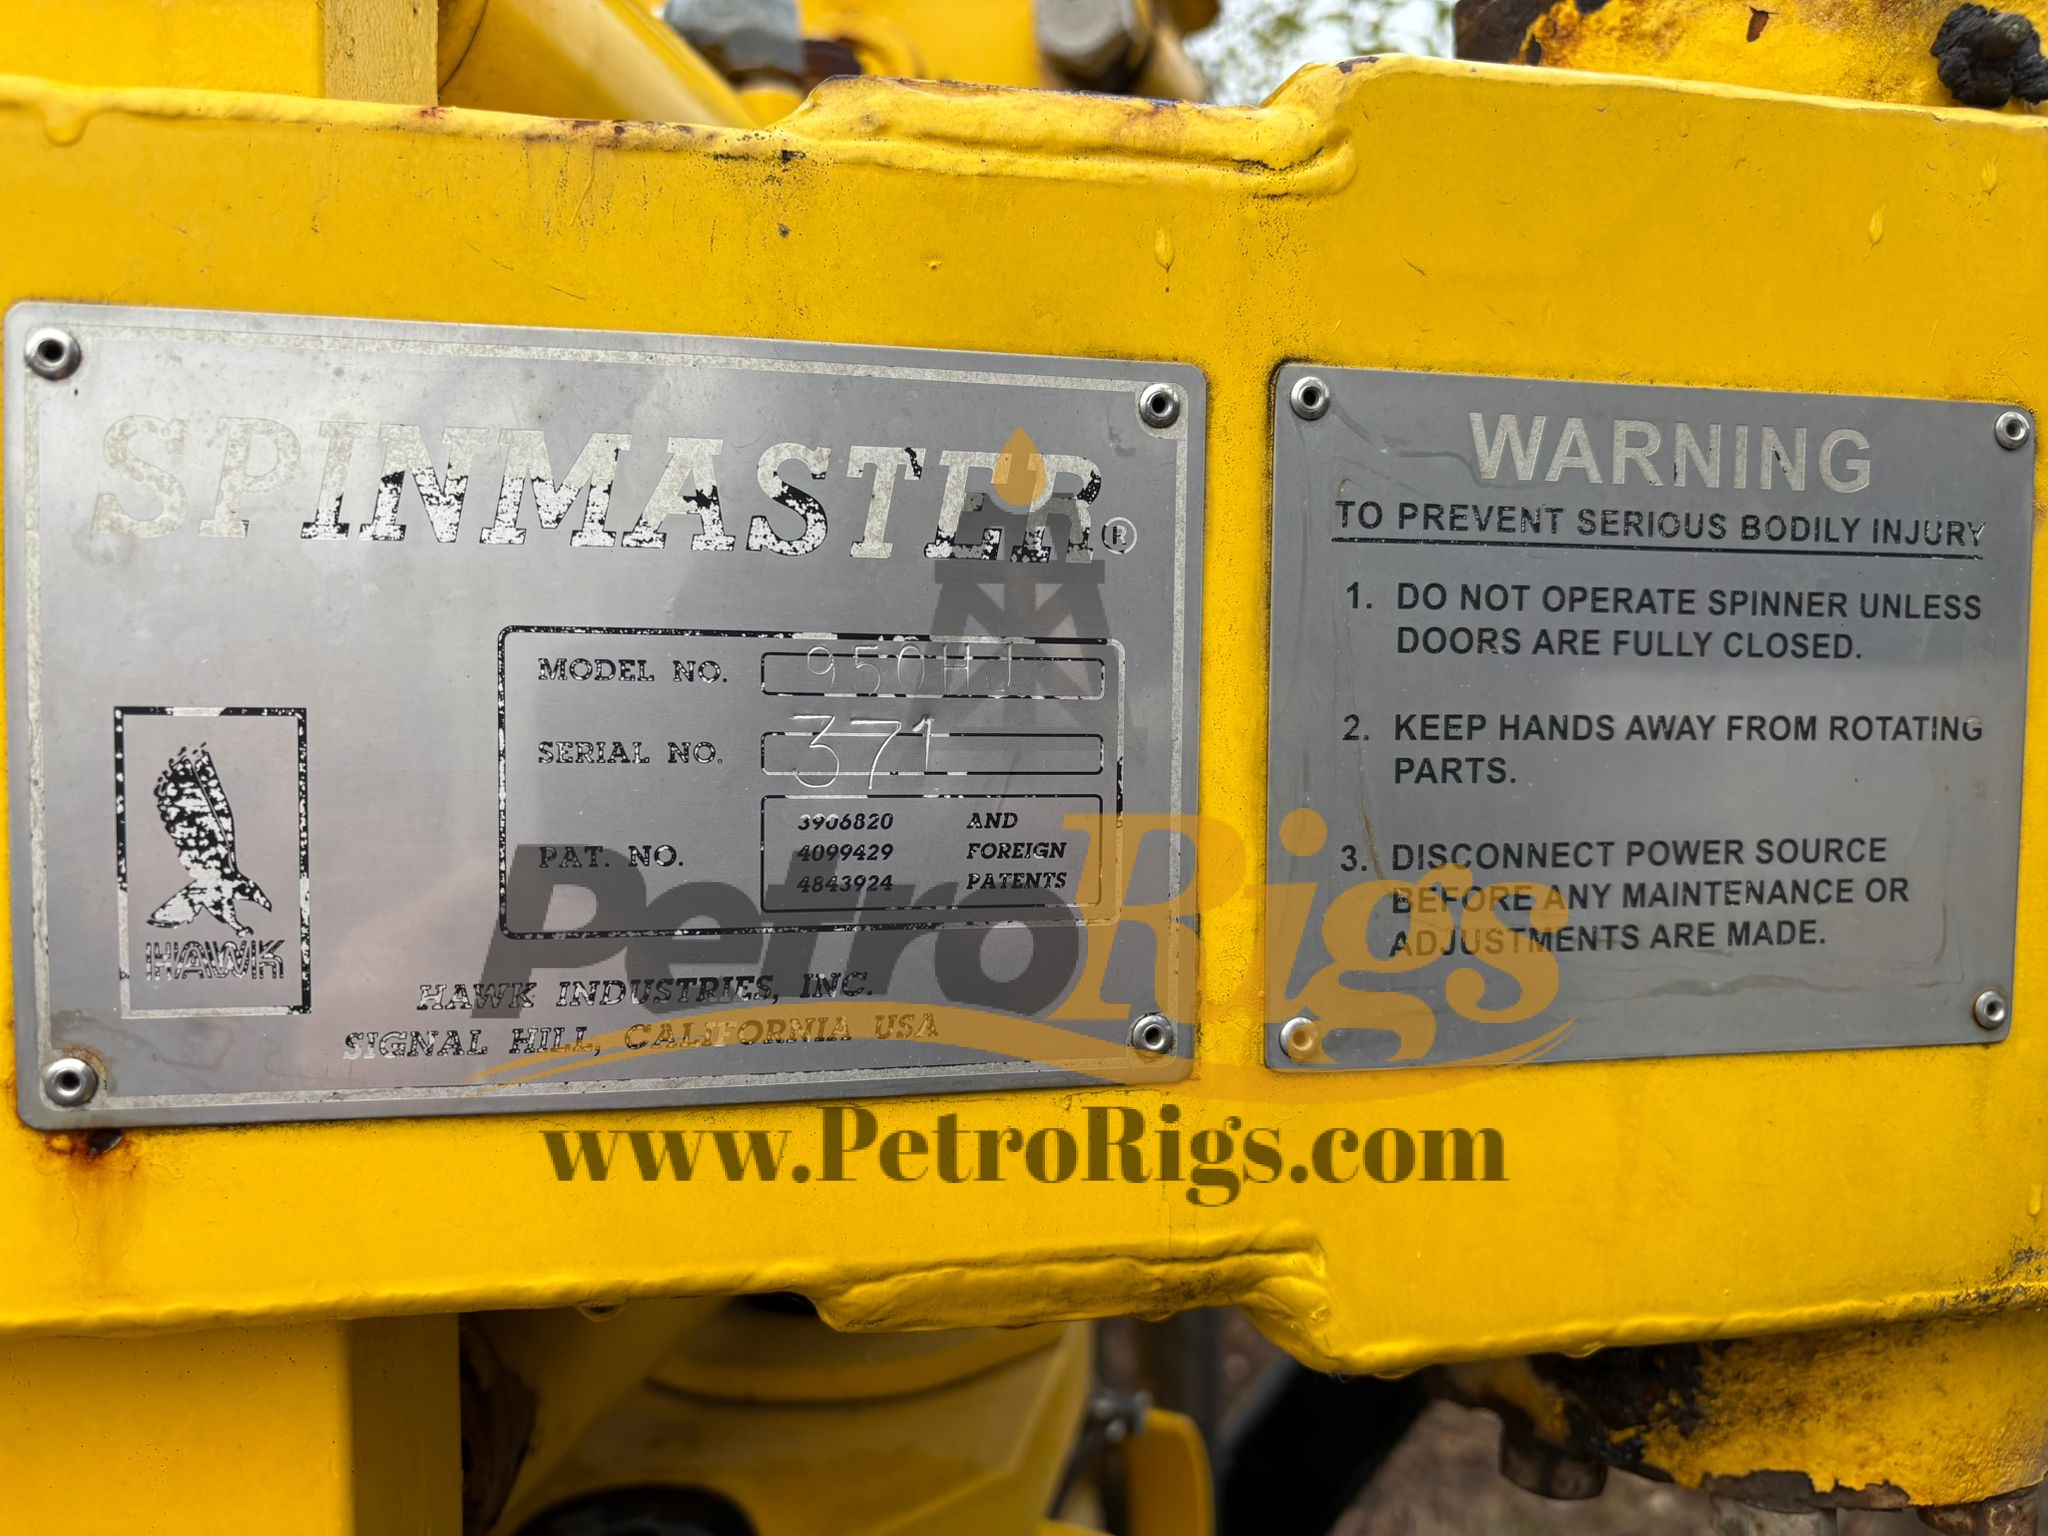 SPINMASTER®
MODEL NO. 950HJ
SERIAL NO. 371
PAT. NO.
3906820 AND
4099429 FOREIGN
4843924 PATENTS
HAWK
HAWK INDUSTRIES, INC.
SIGNAL HILL, CALIFORNIA USA
WARNING
TO PREVENT SERIOUS BODILY INJURY
1. DO NOT OPERATE SPINNER UNLESS
DOORS ARE FULLY CLOSED.
2. KEEP HANDS AWAY FROM ROTATING
PARTS.
3. DISCONNECT POWER SOURCE
BEFORE ANY MAINTENANCE OR
ADJUSTMENTS ARE MADE.
PetroRigs
www.PetroRigs.com